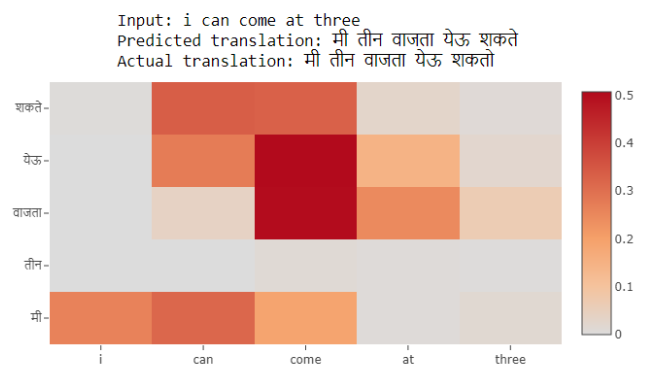 Input: i can come at three
Predicted translation: मी तीन वाजता येऊ शकते
Actual translation: मी तीन वाजता येऊ शकतो
शकते
येऊ
वाजता
तीन
मी
i can come at three
0.5
0.4
0.3
0.2
0.1
0